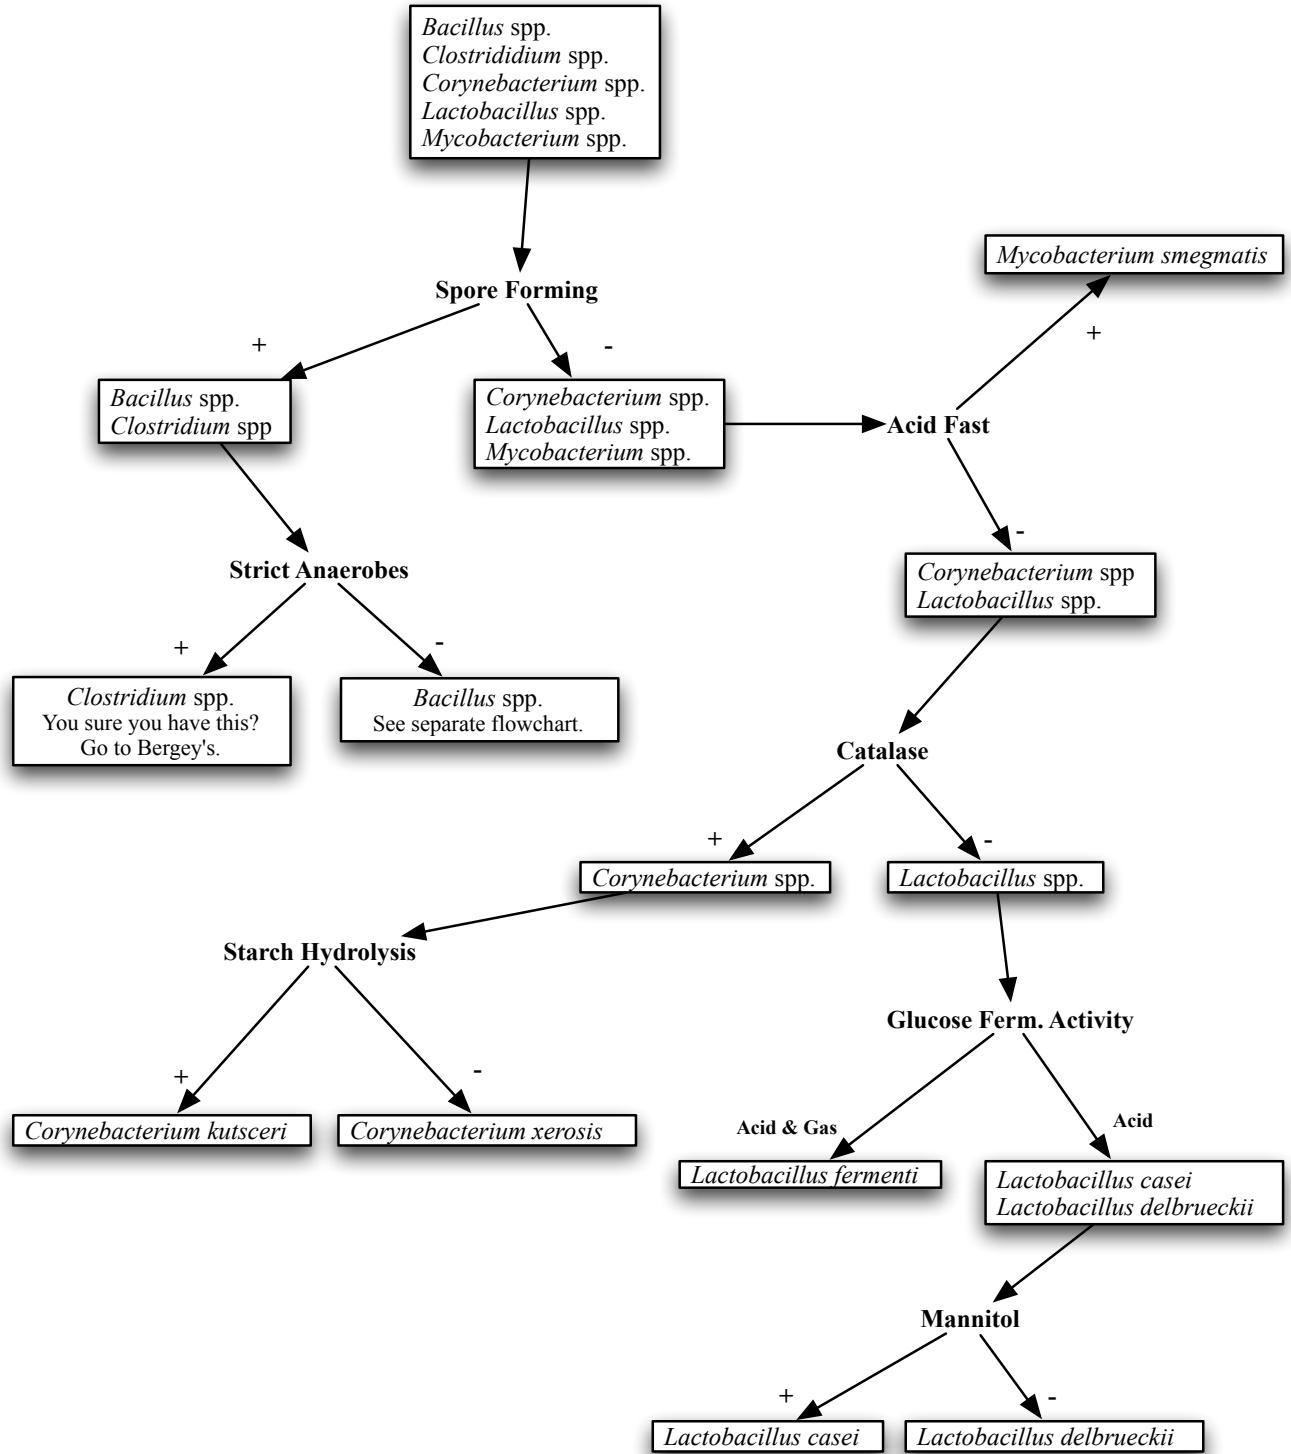 Bacillus spp.
Clostrididium spp.
Corynebacterium spp.
Lactobacillus spp.
Mycobacterium spp.
Mycobacterium smegmatis
Spore Forming
+
-
+
Bacillus spp.
Clostridium spp
Corynebacterium spp.
Lactobacillus spp.
Mycobacterium spp.
Acid Fast
-
Strict Anaerobes
Corynebacterium spp
Lactobacillus spp.
+
-
Clostridium spp.
You sure you have this?
Go to Bergey's.
Bacillus spp.
See separate flowchart.
Catalase
+
-
Corynebacterium spp.
Lactobacillus spp.
Starch Hydrolysis
Glucose Ferm. Activity
+
-
Corynebacterium kutsceri
Corynebacterium xerosis
Acid & Gas
Acid
Lactobacillus fermenti
Lactobacillus casei
Lactobacillus delbrueckii
Mannitol
+
-
Lactobacillus casei
Lactobacillus delbrueckii